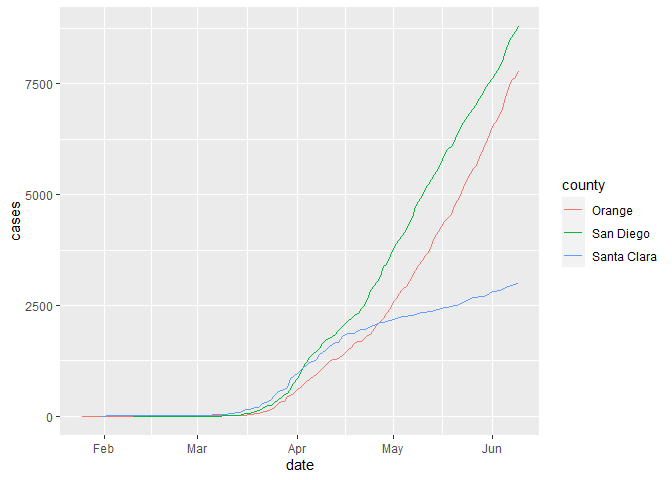 7500
5000
2500
0
cases
Feb Mar Apr May Jun
date
county
Orange
San Diego
Santa Clara